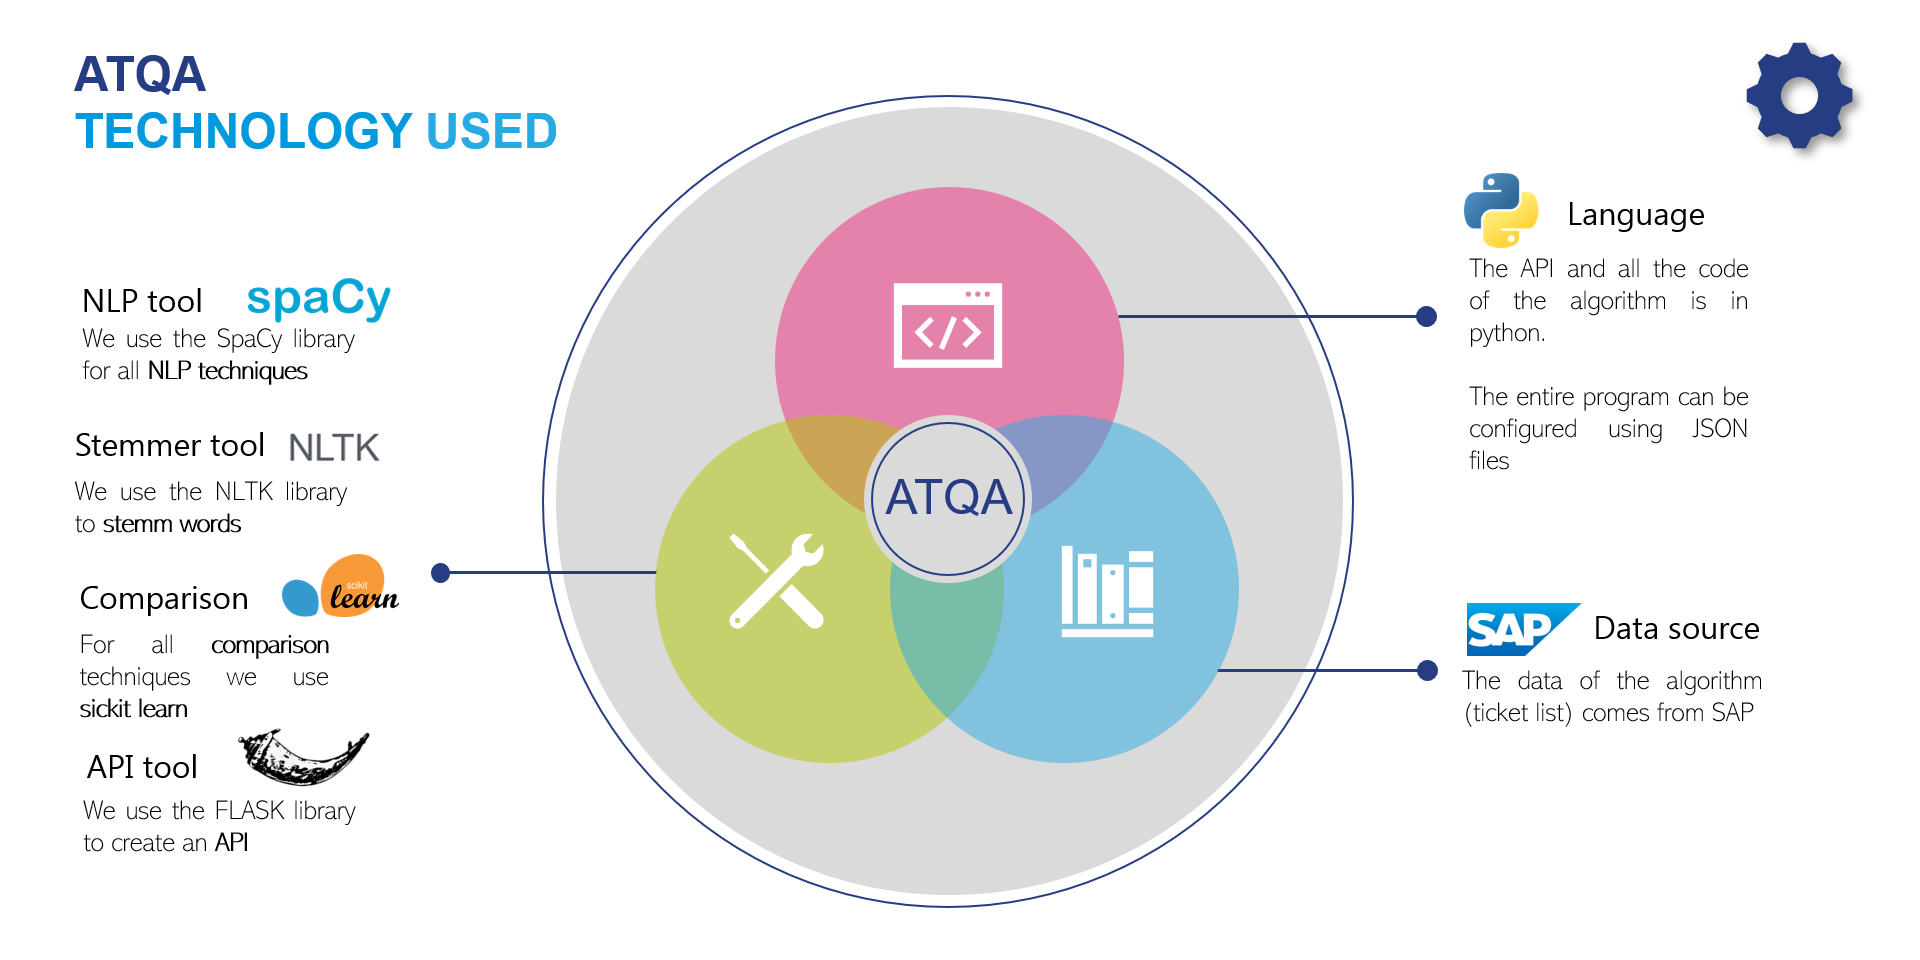 ATQA
TECHNOLOGY USED
NLP tool spaCy
We use the SpaCy library
for all NLP techniques
Stemmer tool NLTK
We use the NLTK library
to stemm words
Comparison scikit learn
For all comparison
techniques we use
sickit learn
API tool
We use the FLASK library
to create an API
</>
ATQA
Language
The API and all the code
of the algorithm is in
python.
The entire program can be
configured using JSON
files
SAP Data source
The data of the algorithm
(ticket list) comes from SAP